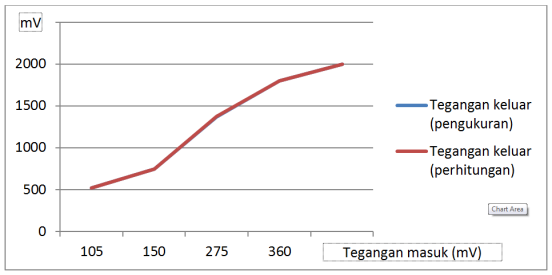 mV
2000
1500
1000
500
0
105 150 275 360 Tegangan masuk (mV)
Tegangan keluar
(pengukuran)
Tegangan keluar
(perhitungan)
Chart Area